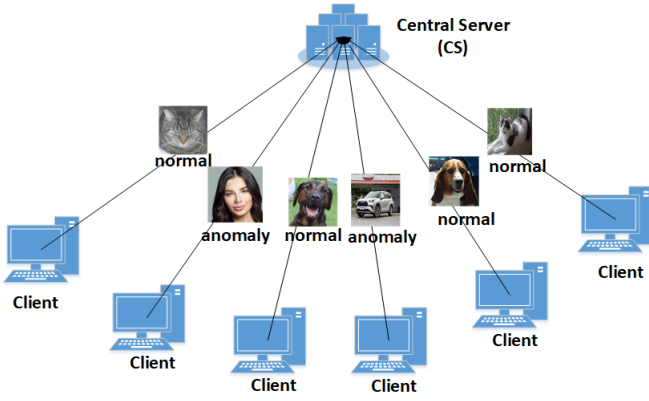 Central Server
(CS)
normal
normal
anomaly
normal
anomaly
normal
Client
Client
Client
Client
Client
Client